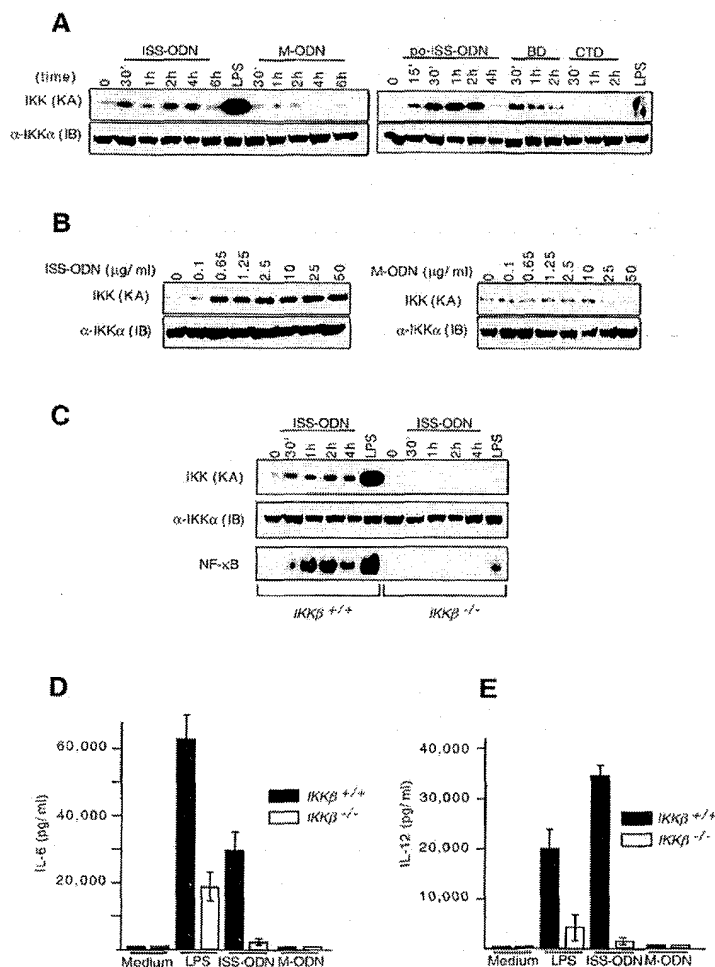 A
ISS-ODN M-ODN po-ISS-ODN BD CTD
(time) 0 30' 1h 2h 4h 6h LPS 30' 1h 2h 4h 6h 0 15' 30' 1h 2h 4h 30' 1h 2h 30' 1h 2h LPS
IKK (KA)
α-IKKα (IB)
B
ISS-ODN (μg/ml) 0 0.1 0.65 1.25 2.5 10 25 50 M-ODN (μg/ml) 0 0.1 0.65 1.25 2.5 10 25 50
IKK (KA) IKK (KA)
α-IKKα (IB) α-IKKα (IB)
C
ISS-ODN ISS-ODN
0 30' 1h 2h 4h LPS 0 30' 1h 2h 4h LPS
IKK (KA)
α-IKKα (IB)
NF-κB
IKKβ +/+ IKKβ -/-
D
IL-6 (pg/ml)
60,000
40,000
20,000
IKKβ +/+
IKKβ -/-
Medium LPS ISS-ODN M-ODN
E
IL-12 (pg/ml)
40,000
30,000
20,000
10,000
IKKβ +/+
IKKβ -/-
Medium LPS ISS-ODN M-ODN